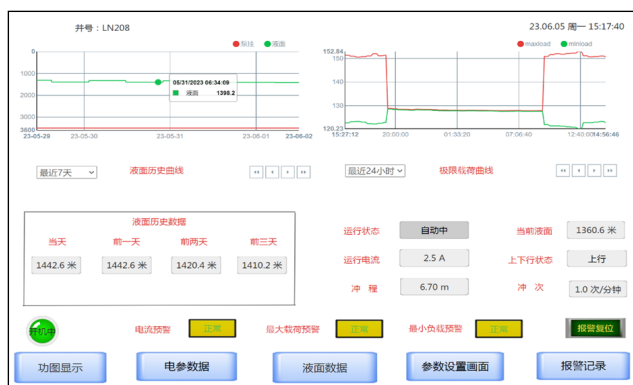 井号：LN208
23.06.05 周一 15:17:40
泵挂 液面
maxload minload
0
1000
2000
3000
3600
05/31/2023 06:34:09
液面 1398.2
23-05-29 23-05-30 23-05-31 23-06-01 23-06-02
152.84
150
140
130
120.23
15:27:12 20:00:00 01:33:20 07:06:40 12:40:00 14:56:46
最近7天 液面历史曲线
最近24小时 极限载荷曲线
液面历史数据
当天 前一天 前两天 前三天
1442.6 米 1442.6 米 1420.4 米 1410.2 米
运行状态 自动中 当前液面 1360.6 米
运行电流 2.5 A 上下行状态 上行
冲 程 6.70 m 冲 次 1.0 次/分钟
开机中 电流预警 正常 最大载荷预警 正常 最小负载预警 正常 报警复位
功图显示 电参数据 液面数据 参数设置画面 报警记录